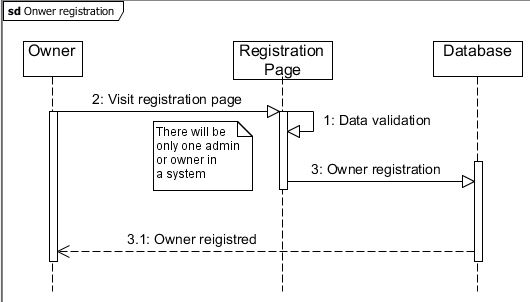 sd Onwer registration
Owner
Registration
Page
Database
2: Visit registration page
1: Data validation
There will be
only one admin
or owner in
a system
3: Owner registration
3.1: Owner reigistred